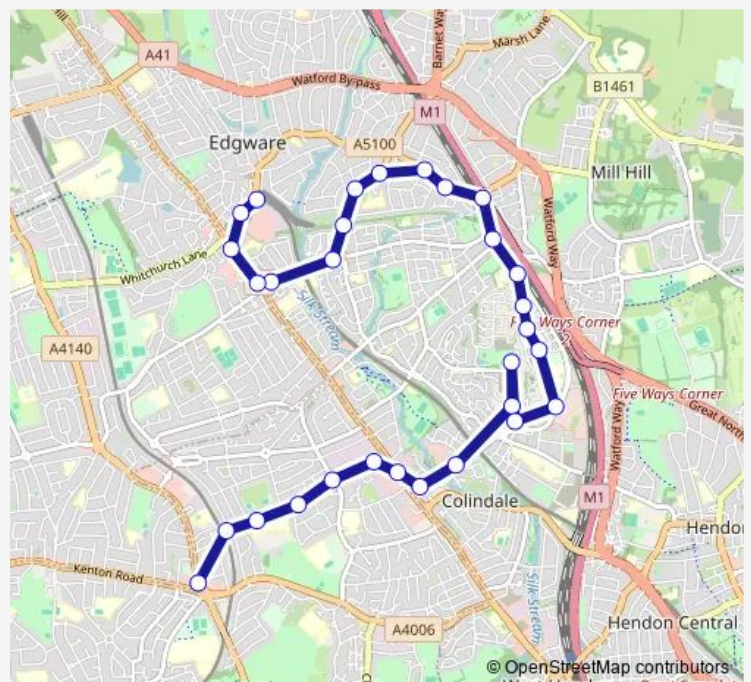 A41
Barnet Way
Marsh Lane
Watford By-pass
B1461
M1
Edgware
A5100
Mill Hill
Watford Way
Whitchurch Lane
Silk Stream
Ways Corner
A4140
Five Ways Corner
Great North
Watford Way
Colindale
M1
Kenton Road
Silk Stream
A4006
Hendon Central
© OpenStreetMap contributors